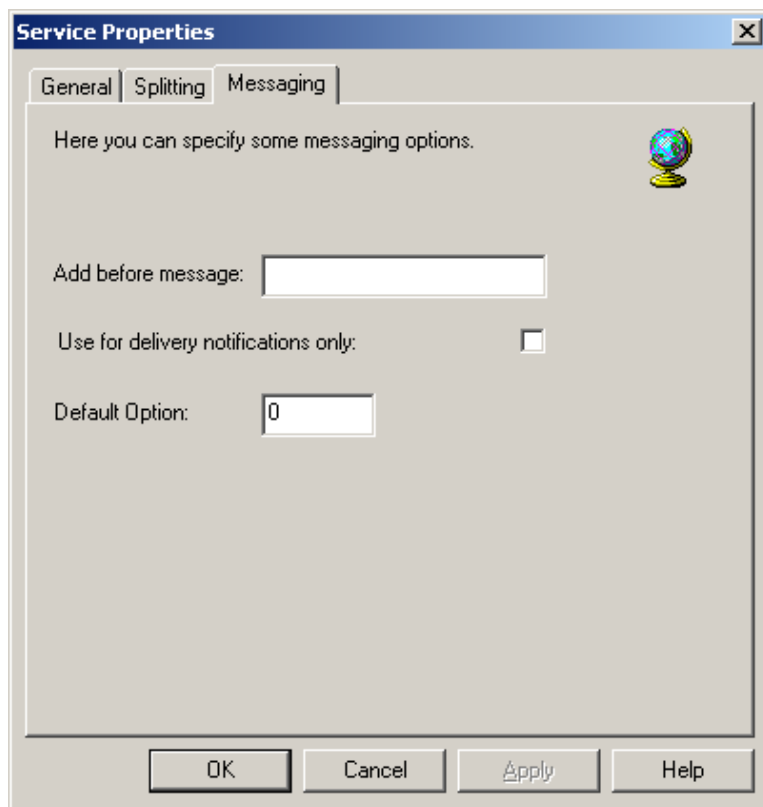 Service Properties
General Splitting Messaging
Here you can specify some messaging options.
Add before message:
Use for delivery notifications only:
Default Option: 0
OK Cancel Apply Help